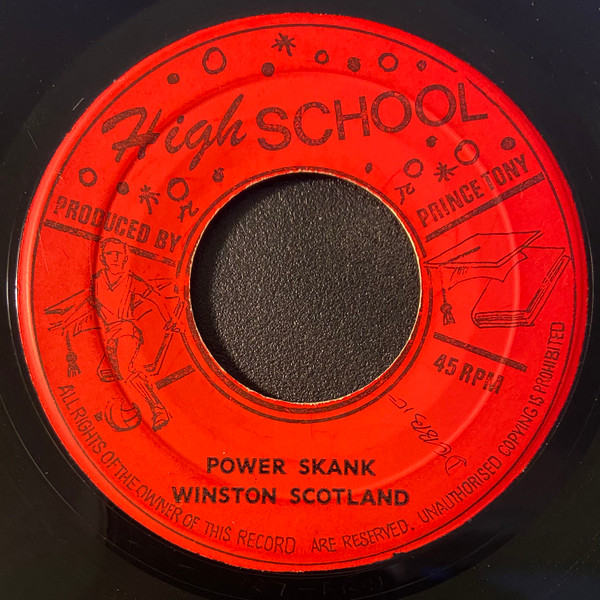 High SCHOOL
PRODUCED BY
PRINCE TONY
45 RPM
POWER SKANK
WINSTON SCOTLAND
ALL RIGHTS OF THE OWNER OF THIS RECORD ARE RESERVED. UNAUTHORISED COPYING IS PROHIBITED